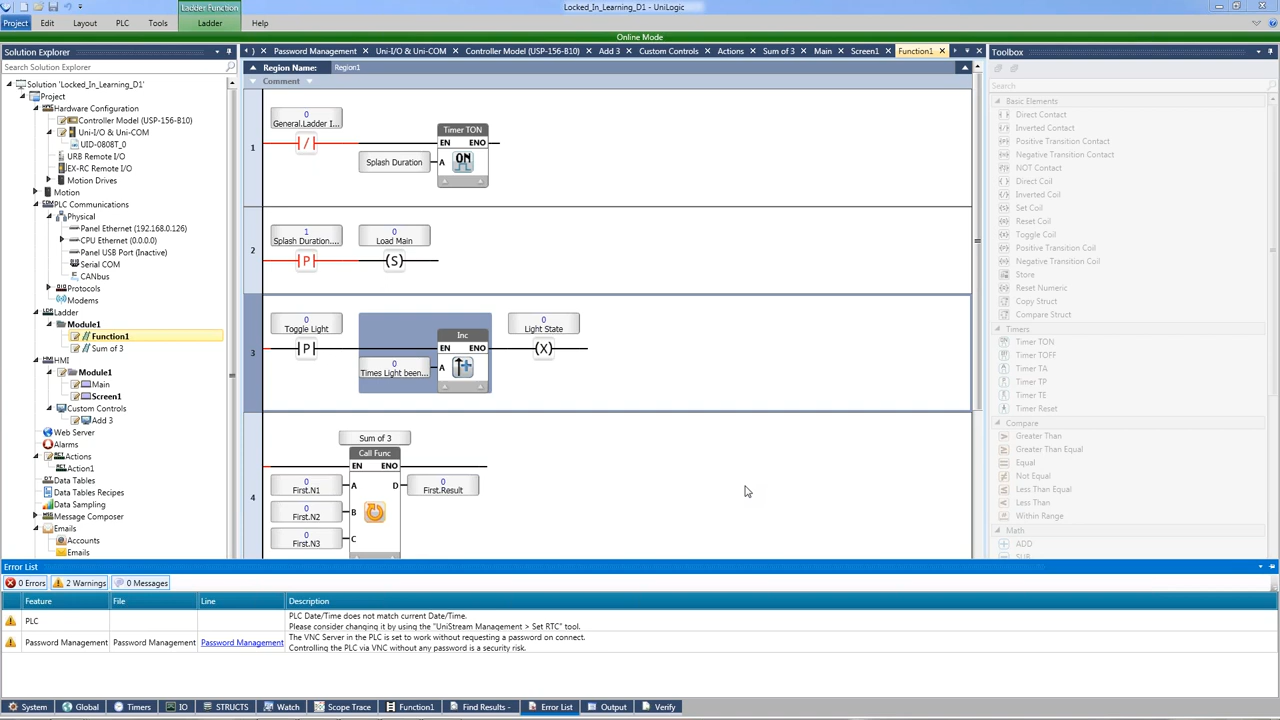 Locked_In_Learning_D1 - UniLogic
Ladder Function
Project Edit Layout PLC Tools Ladder Help
Online Mode
Solution Explorer
Search Solution Explorer
Solution 'Locked_In_Learning_D1'
Project
Hardware Configuration
Controller Model (USP-156-B10)
Uni-I/O & Uni-COM
UID-0808T_0
URB Remote I/O
EX-RC Remote I/O
Motion Drives
Motion
PLC Communications
Physical
Panel Ethernet (192.168.0.126)
CPU Ethernet (0.0.0.0)
Panel USB Port (Inactive)
Serial COM
CANbus
Protocols
Modems
Ladder
Module1
Function1
Sum of 3
HMI
Module1
Main
Screen1
Custom Controls
Add 3
Web Server
Alarms
Actions
Action1
Data Tables
Data Tables Recipes
Data Sampling
Message Composer
Emails
Accounts
Emails
) Password Management Uni-I/O & Uni-COM Controller Model (USP-156-B10) Add 3 Custom Controls Actions Sum of 3 Main Screen1 Function1
Region Name: Region1
Comment
1
0
General.Ladder I...
Timer TON
EN ENO
Splash Duration A
ON
2
1
Splash Duration....
P
0
Load Main
(S)
3
0
Toggle Light
P
Inc
EN ENO
0
Times Light been...
A
0
Light State
(X)
4
Sum of 3
Call Func
EN ENO
0
First.N1
A
D
0
First.Result
0
First.N2
B
0
First.N3
C
Toolbox
Search
Basic Elements
Direct Contact
Inverted Contact
Positive Transition Contact
Negative Transition Contact
NOT Contact
Direct Coil
Inverted Coil
Set Coil
Reset Coil
Toggle Coil
Positive Transition Coil
Negative Transition Coil
Store
Reset Numeric
Copy Struct
Compare Struct
Timers
Timer TON
Timer TOFF
Timer TA
Timer TP
Timer TE
Timer Reset
Compare
Greater Than
Greater Than Equal
Equal
Not Equal
Less Than Equal
Less Than
Within Range
Math
ADD
SUB
Error List
0 Errors 2 Warnings 0 Messages
Feature File Line Description
PLC
PLC Date/Time does not match current Date/Time.
Please consider changing it by using the "UniStream Management > Set RTC" tool.
Password Management Password Management Password Management
The VNC Server in the PLC is set to work without requesting a password on connect.
Controlling the PLC via VNC without any password is a security risk.
System Global Timers IO STRUCTS Watch Scope Trace Function1 Find Results - Error List Output Verify